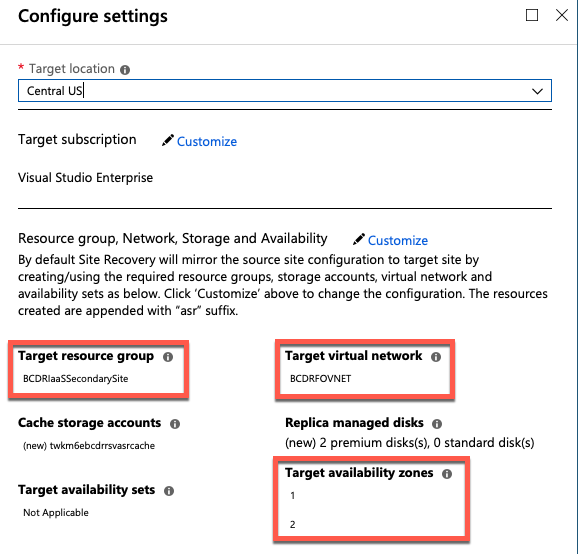 Configure settings
* Target location
Central US
Target subscription Customize
Visual Studio Enterprise
Resource group, Network, Storage and Availability Customize
By default Site Recovery will mirror the source site configuration to target site by
creating/using the required resource groups, storage accounts, virtual network and
availability sets as below. Click ‘Customize’ above to change the configuration. The resources
created are appended with “asr” suffix.
Target resource group
BCDRIaaSSecondarySite
Target virtual network
BCDRFOVNET
Cache storage accounts
(new) twkm6ebcdrrsvasrcache
Replica managed disks
(new) 2 premium disks(s), 0 standard disk(s)
Target availability sets
Not Applicable
Target availability zones
1
2